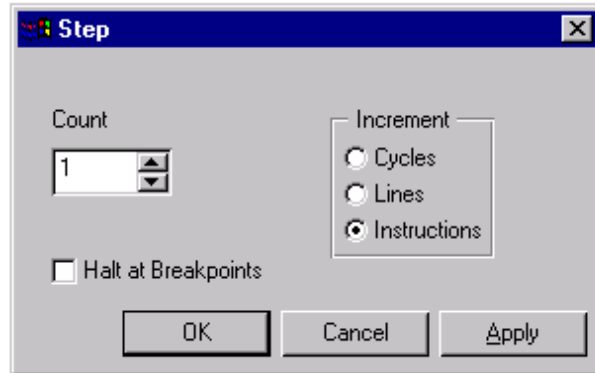 Step
Count
1
Increment
Cycles
Lines
Instructions
Halt at Breakpoints
OK
Cancel
Apply